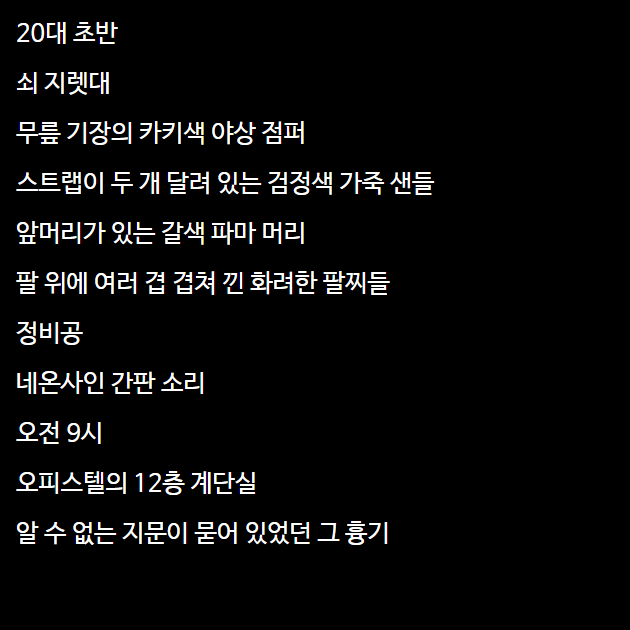 20대 초반
쇠 지렛대
무릎 기장의 카키색 야상 점퍼
스트랩이 두 개 달려 있는 검정색 가죽 샌들
앞머리가 있는 갈색 파마 머리
팔 위에 여러 겹 겹쳐 낀 화려한 팔찌들
정비공
네온사인 간판 소리
오전 9시
오피스텔의 12층 계단실
알 수 없는 지문이 묻어 있었던 그 흉기